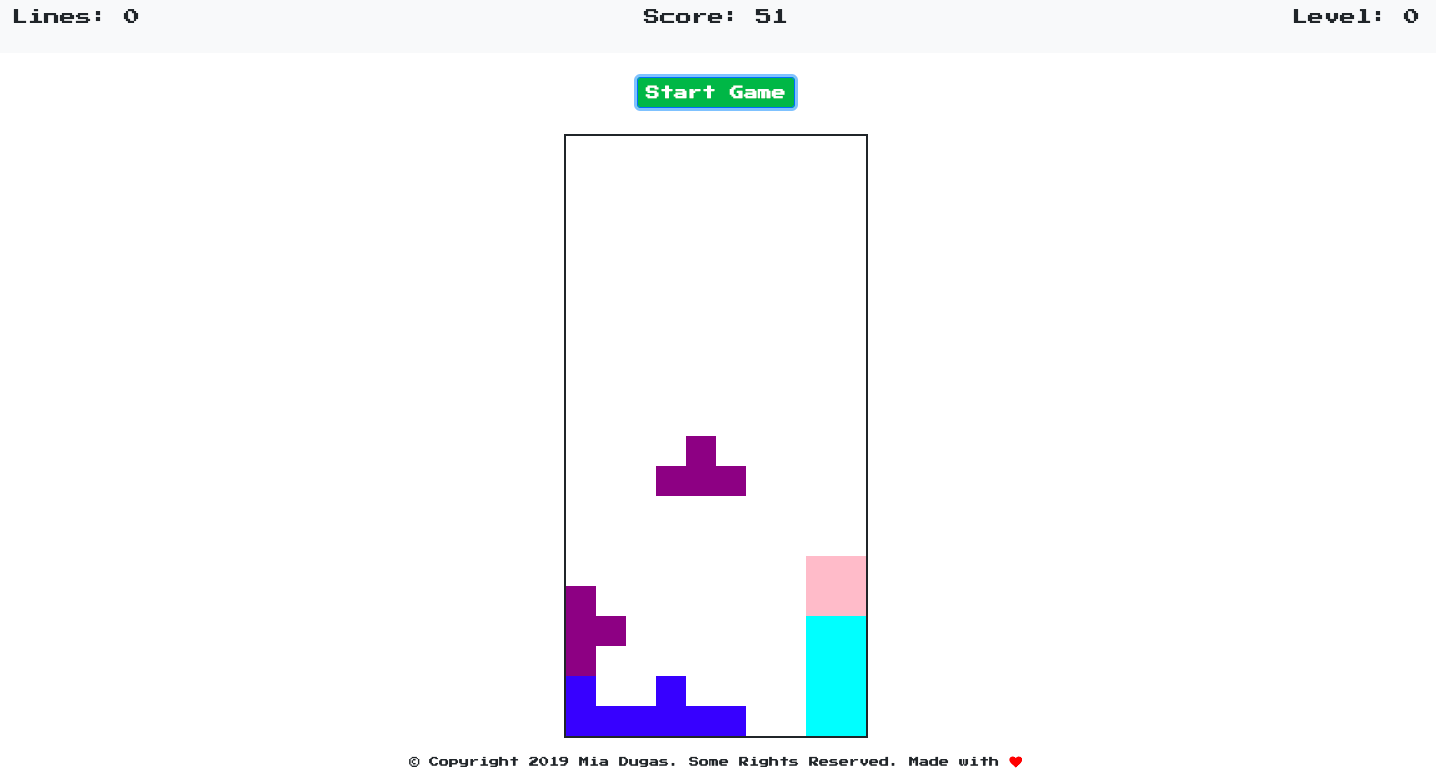 Lines: 0 Score: 51 Level: 0
Start Game
© Copyright 2019 Mia Dugas. Some Rights Reserved. Made with ♥